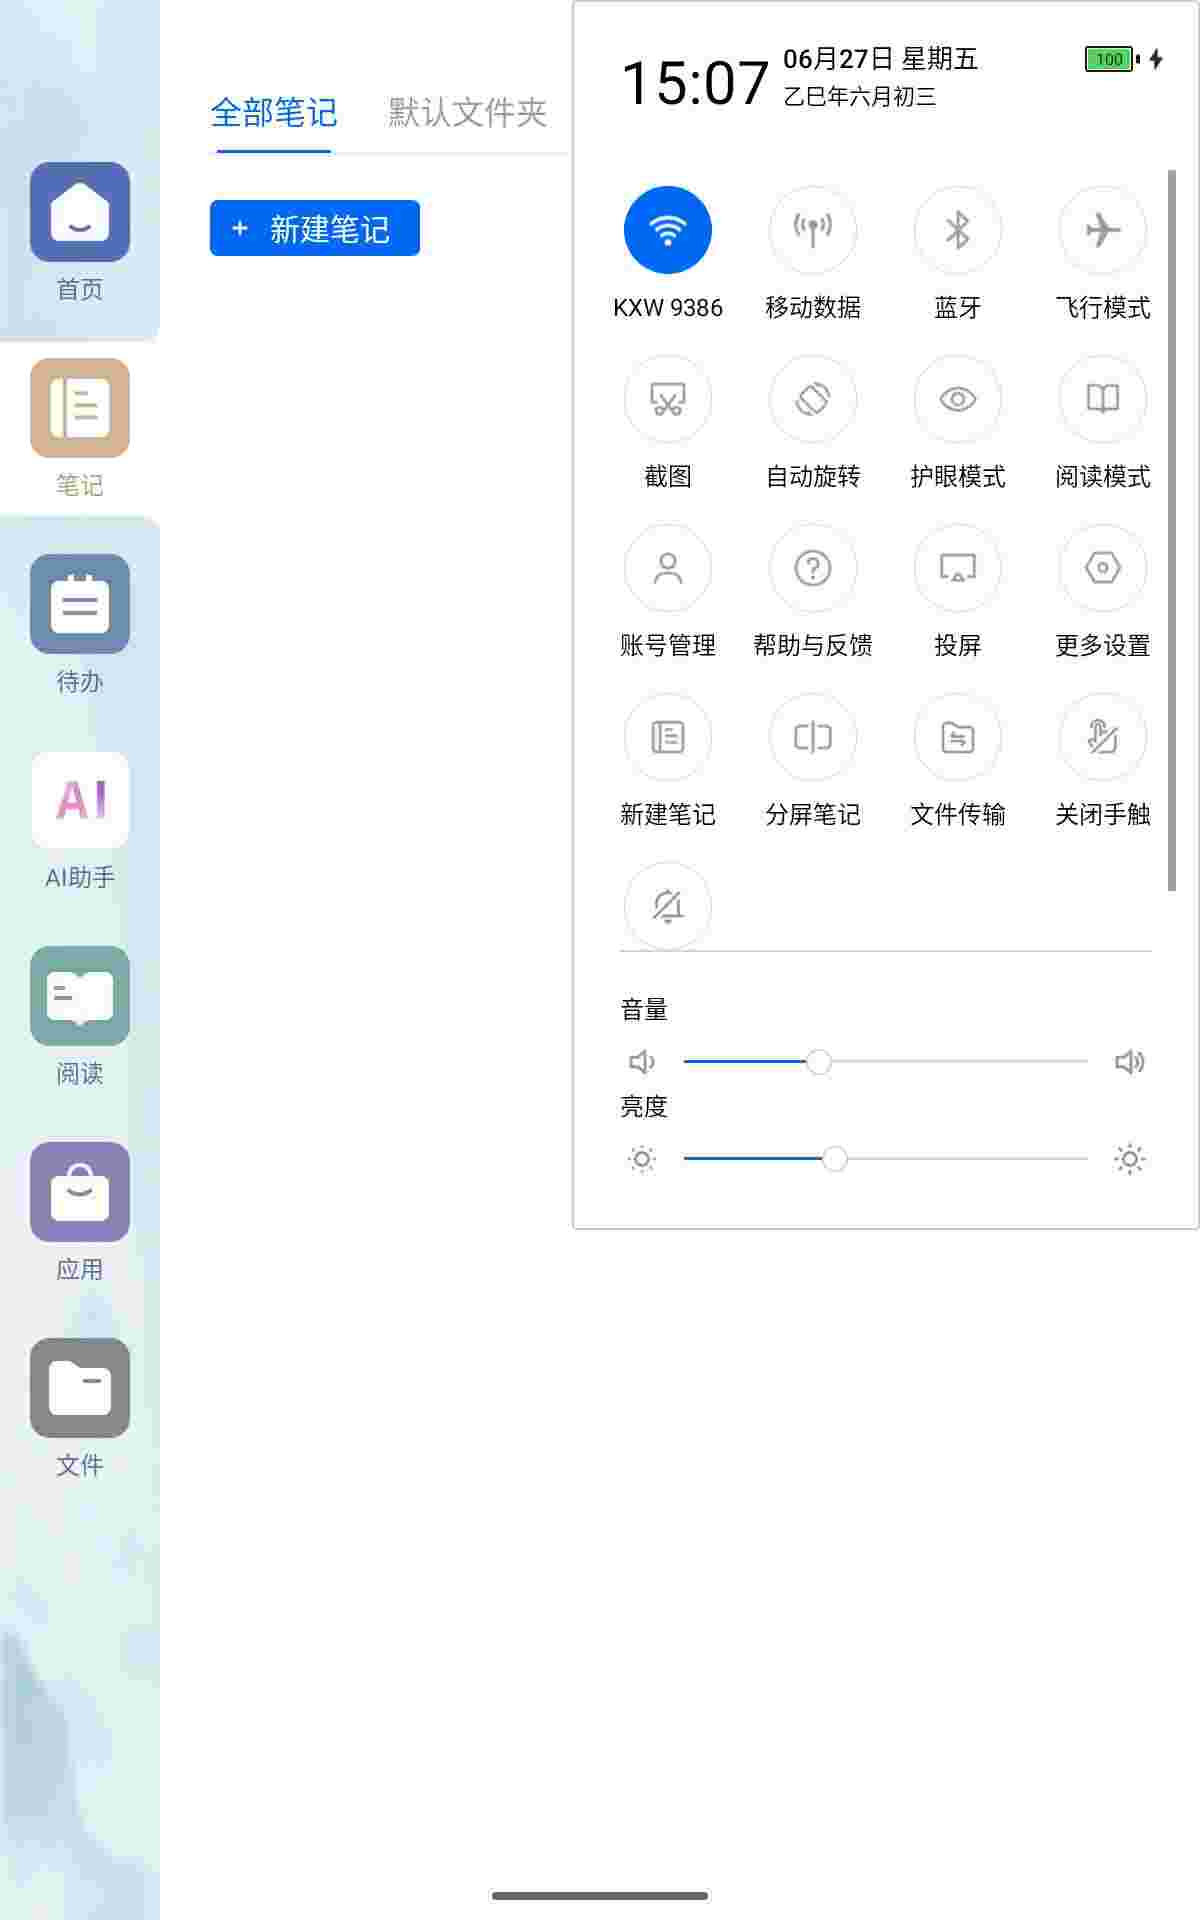 首页
笔记
待办
AI
AI助手
阅读
应用
文件
全部笔记 默认文件夹
+ 新建笔记
15:07
06月27日 星期五
乙巳年六月初三
100
KXW 9386 移动数据 蓝牙 飞行模式
截图 自动旋转 护眼模式 阅读模式
账号管理 帮助与反馈 投屏 更多设置
新建笔记 分屏笔记 文件传输 关闭手触
音量
亮度